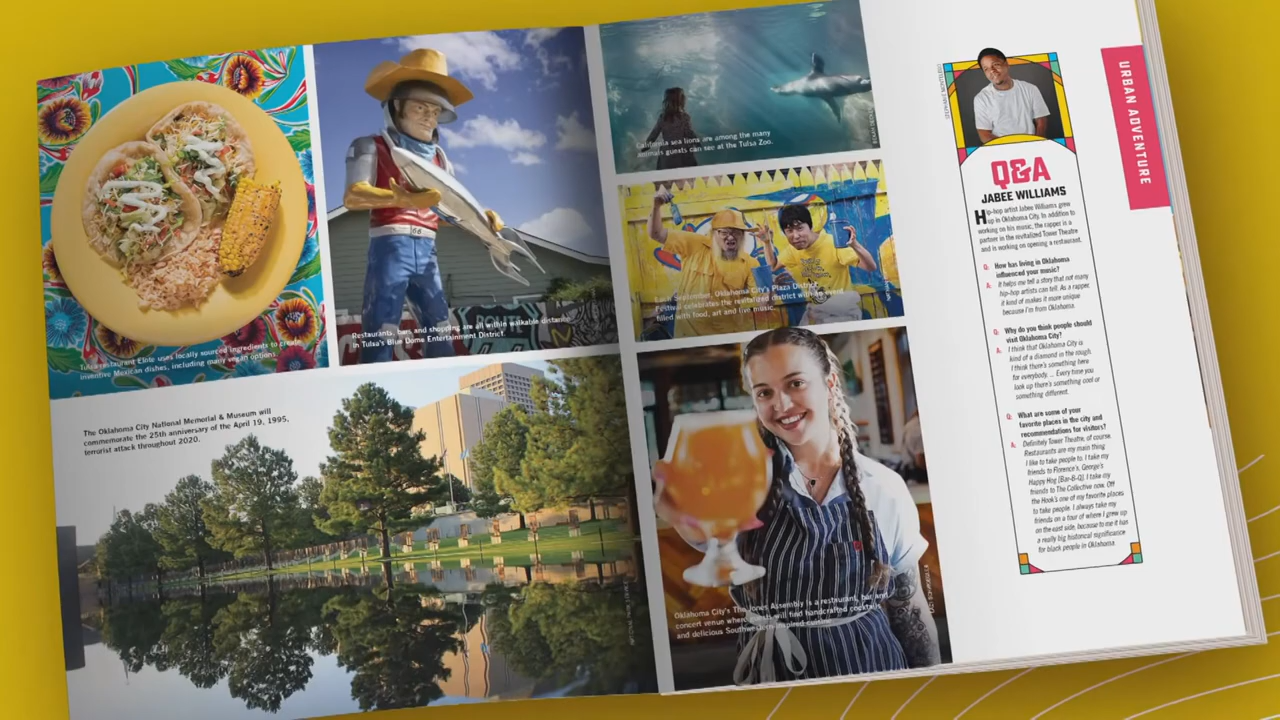 Tulsa restaurant Elote uses locally sourced ingredients to create
inventive Mexican dishes, including many vegan options.
66
ROUTE
Restaurants, bars and shopping are all within walkable distance
in Tulsa's Blue Dome Entertainment District.
The Oklahoma City National Memorial & Museum will
commemorate the 25th anniversary of the April 19, 1995,
terrorist attack throughout 2020.
California sea lions are among the many
animals guests can see at the Tulsa Zoo.
Each September, Oklahoma City's Plaza District
Festival celebrates the revitalized district with an event
filled with food, art and live music.
Oklahoma City's The Jones Assembly is a restaurant, bar and
concert venue where guests will find handcrafted cocktails
and delicious Southwestern-inspired cuisine.
URBAN ADVENTURE
Q&A
JABEE WILLIAMS
Hip-hop artist Jabee Williams grew
up in Oklahoma City. In addition to
working on his music, the rapper is a
partner in the revitalized Tower Theatre
and is working on opening a restaurant.
Q. How has living in Oklahoma
influenced your music?
A. It helps me tell a story that not many
hip-hop artists can tell. As a rapper,
it kind of makes it more unique
because I'm from Oklahoma.
Q. Why do you think people should
visit Oklahoma City?
A. I think that Oklahoma City is
kind of a diamond in the rough.
I think there's something here
for everybody. ... Every time you
look up there's something cool or
something different.
Q. What are some of your
favorite places in the city and
recommendations for visitors?
A. Definitely Tower Theatre, of course.
Restaurants are my main thing
I like to take people to. I take my
friends to Florence's, George's
Happy Hog [Bar-B-Q]. I take my
friends to The Collective now. Off
the Hook's one of my favorite places
to take people. I always take my
friends on a tour of where I grew up
on the east side, because to me it has
a really big historical significance
for black people in Oklahoma.